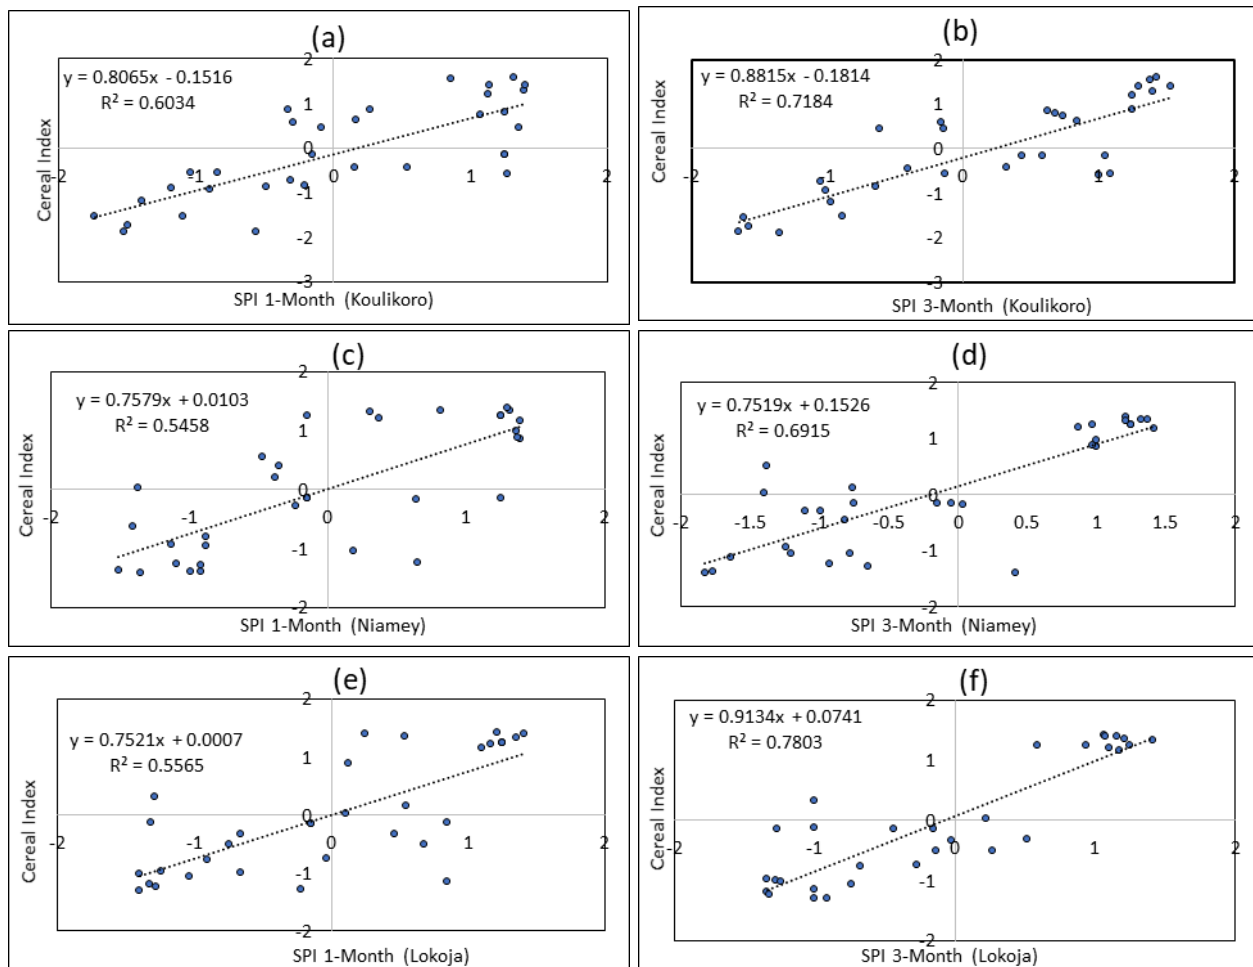 (a)
y = 0.8065x - 0.1516
R² = 0.6034
Cereal Index
2
1
0
-1
-2
-3
-2
-1
0
1
2
SPI 1-Month (Koulikoro)
(b)
y = 0.8815x - 0.1814
R² = 0.7184
Cereal Index
2
1
0
-1
-2
-3
-2
-1
0
1
2
SPI 3-Month (Koulikoro)
(c)
y = 0.7579x + 0.0103
R² = 0.5458
Cereal Index
2
1
0
-1
-2
-2
-1
0
1
2
SPI 1-Month (Niamey)
(d)
y = 0.7519x + 0.1526
R² = 0.6915
Cereal Index
2
1
0
-1
-2
-2
-1.5
-1
-0.5
0
0.5
1
1.5
2
SPI 3-Month (Niamey)
(e)
y = 0.7521x + 0.0007
R² = 0.5565
Cereal Index
2
1
0
-1
-2
-2
-1
0
1
2
SPI 1-Month (Lokoja)
(f)
y = 0.9134x + 0.0741
R² = 0.7803
Cereal Index
2
1
0
-1
-2
-2
-1
0
1
2
SPI 3-Month (Lokoja)